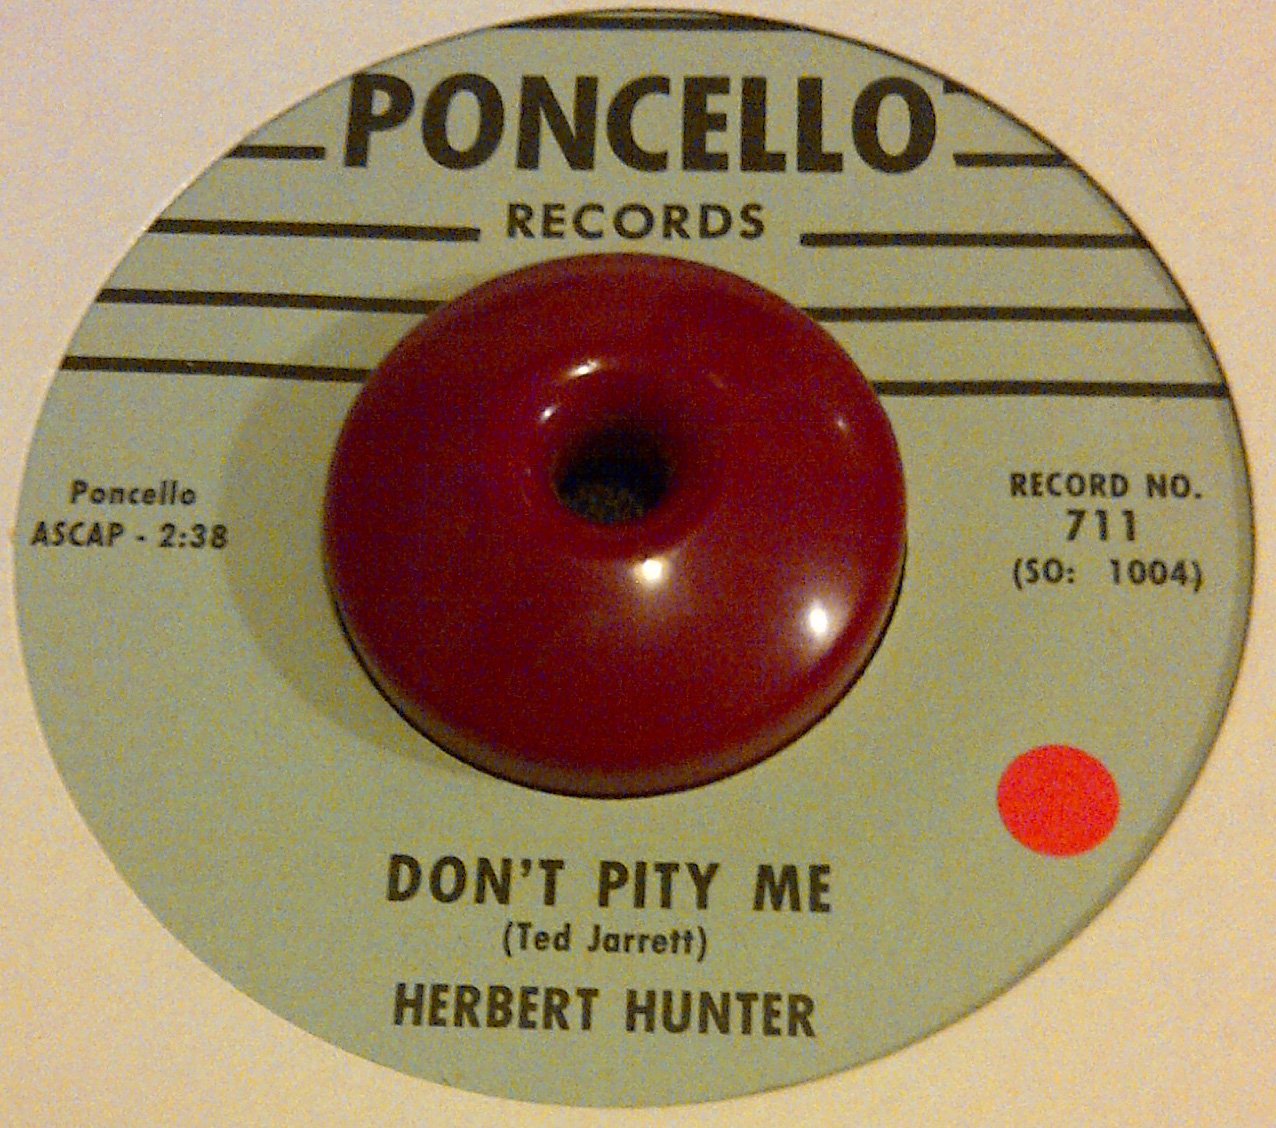 PONCELLO
RECORDS
Poncello
ASCAP - 2:38
RECORD NO.
711
(SO: 1004)
DON'T PITY ME
(Ted Jarrett)
HERBERT HUNTER